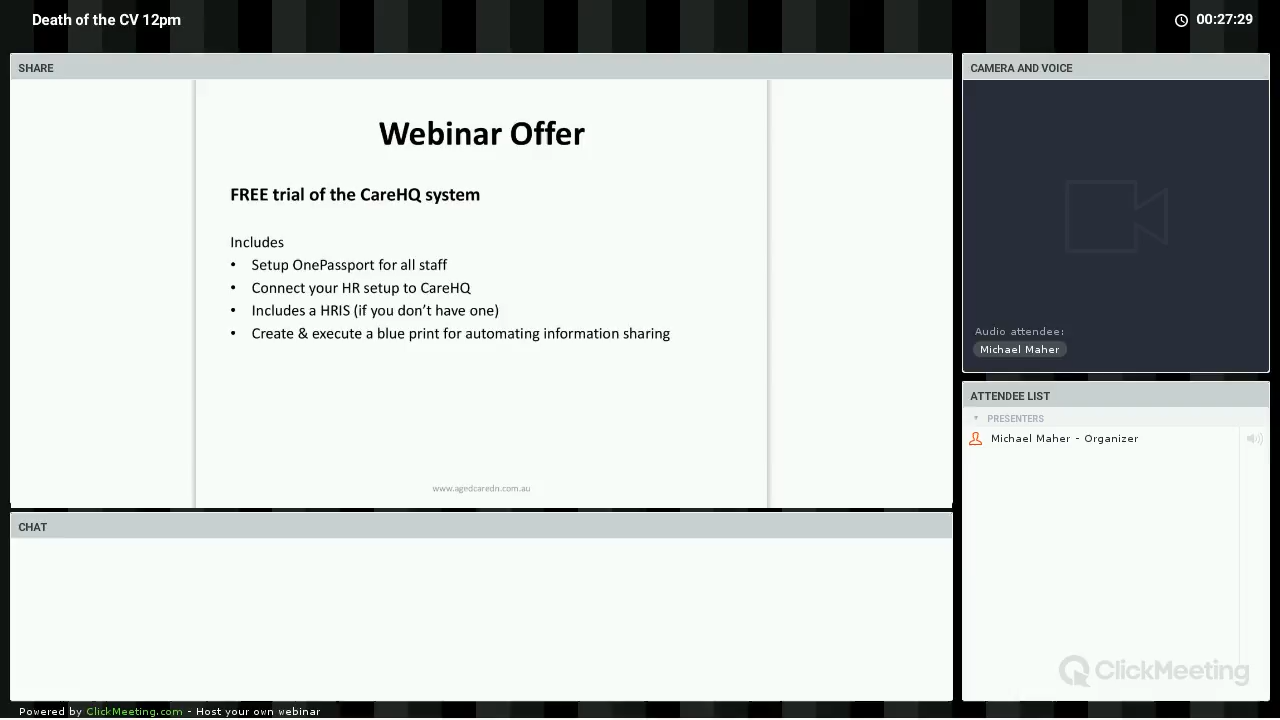 Death of the CV 12pm
00:27:29
SHARE
Webinar Offer
FREE trial of the CareHQ system
Includes
• Setup OnePassport for all staff
• Connect your HR setup to CareHQ
• Includes a HRIS (if you don’t have one)
• Create & execute a blue print for automating information sharing
www.agedcaredn.com.au
CHAT
CAMERA AND VOICE
Audio attendee:
Michael Maher
ATTENDEE LIST
PRESENTERS
Michael Maher - Organizer
ClickMeeting
Powered by ClickMeeting.com - Host your own webinar